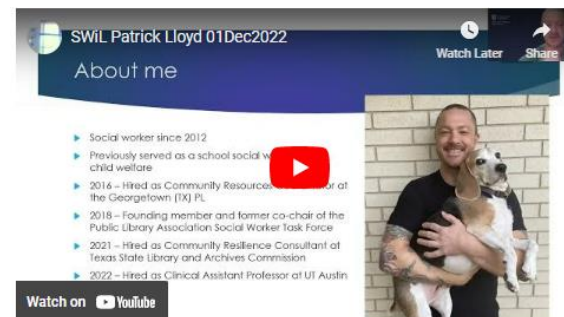 SWiL Patrick Lloyd 01Dec2022
Watch Later
Share
About me
Social worker since 2012
Previously served as a school social w
child welfare
2016 – Hired as Community Resources at
the Georgetown (TX) PL
2018 – Founding member and former co-chair of the
Public Library Association Social Worker Task Force
2021 – Hired as Community Resilience Consultant at
Texas State Library and Archives Commission
2022 – Hired as Clinical Assistant Professor at UT Austin
Watch on YouTube